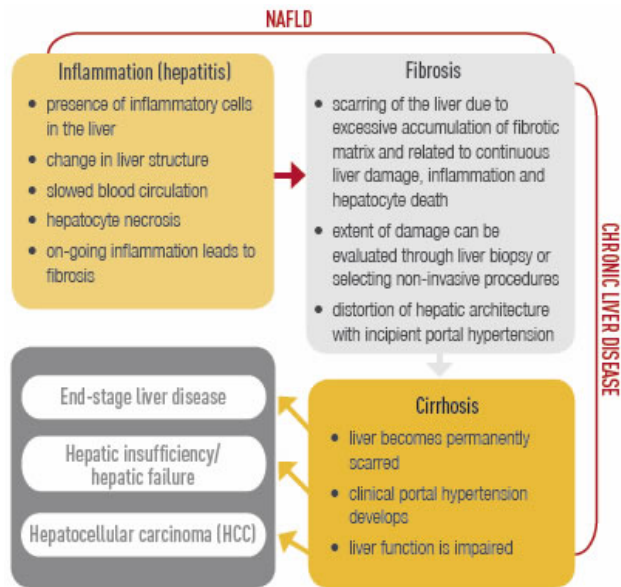 NAFLD
Inflammation (hepatitis)
• presence of inflammatory cells
in the liver
• change in liver structure
• slowed blood circulation
• hepatocyte necrosis
• on-going inflammation leads to
fibrosis
Fibrosis
• scarring of the liver due to
excessive accumulation of fibrotic
matrix and related to continuous
liver damage, inflammation and
hepatocyte death
• extent of damage can be
evaluated through liver biopsy or
selecting non-invasive procedures
• distortion of hepatic architecture
with incipient portal hypertension
CHRONIC LIVER DISEASE
Cirrhosis
• liver becomes permanently
scarred
• clinical portal hypertension
develops
• liver function is impaired
End-stage liver disease
Hepatic insufficiency/
hepatic failure
Hepatocellular carcinoma (HCC)